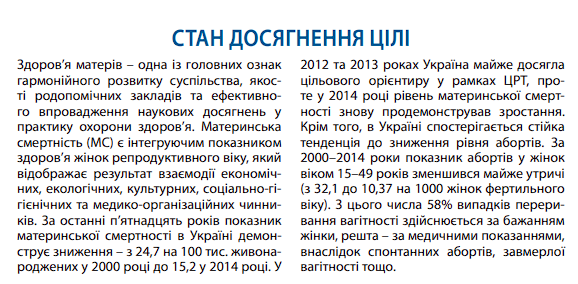 СТАН ДОСЯГНЕННЯ ЦІЛІ
Здоров’я матерів – одна із головних ознак
гармонійного розвитку суспільства, якос-
ті родопомічних закладів та ефективно-
го впровадження наукових досягнень у
практику охорони здоров’я. Материнська
смертність (МС) є інтегруючим показником
здоров’я жінок репродуктивного віку, який
відображає результат взаємодії економіч-
них, екологічних, культурних, соціально-гі-
гієнічних та медико-організаційних чинни-
ків. За останні п’ятнадцять років показник
материнської смертності в Україні демон-
струє зниження – з 24,7 на 100 тис. живона-
роджених у 2000 році до 15,2 у 2014 році. У
2012 та 2013 роках Україна майже досягла
цільового орієнтиру у рамках ЦРТ, про-
те у 2014 році рівень материнської смерт-
ності знову продемонстрував зростання.
Крім того, в Україні спостерігається стійка
тенденція до зниження рівня абортів. За
2000–2014 роки показник абортів у жінок
віком 15–49 років зменшився майже утричі
(з 32,1 до 10,37 на 1000 жінок фертильного
віку). З цього числа 58% випадків перери-
вання вагітності здійснюється за бажанням
жінки, решта – за медичними показаннями,
внаслідок спонтанних абортів, завмерлої
вагітності тощо.